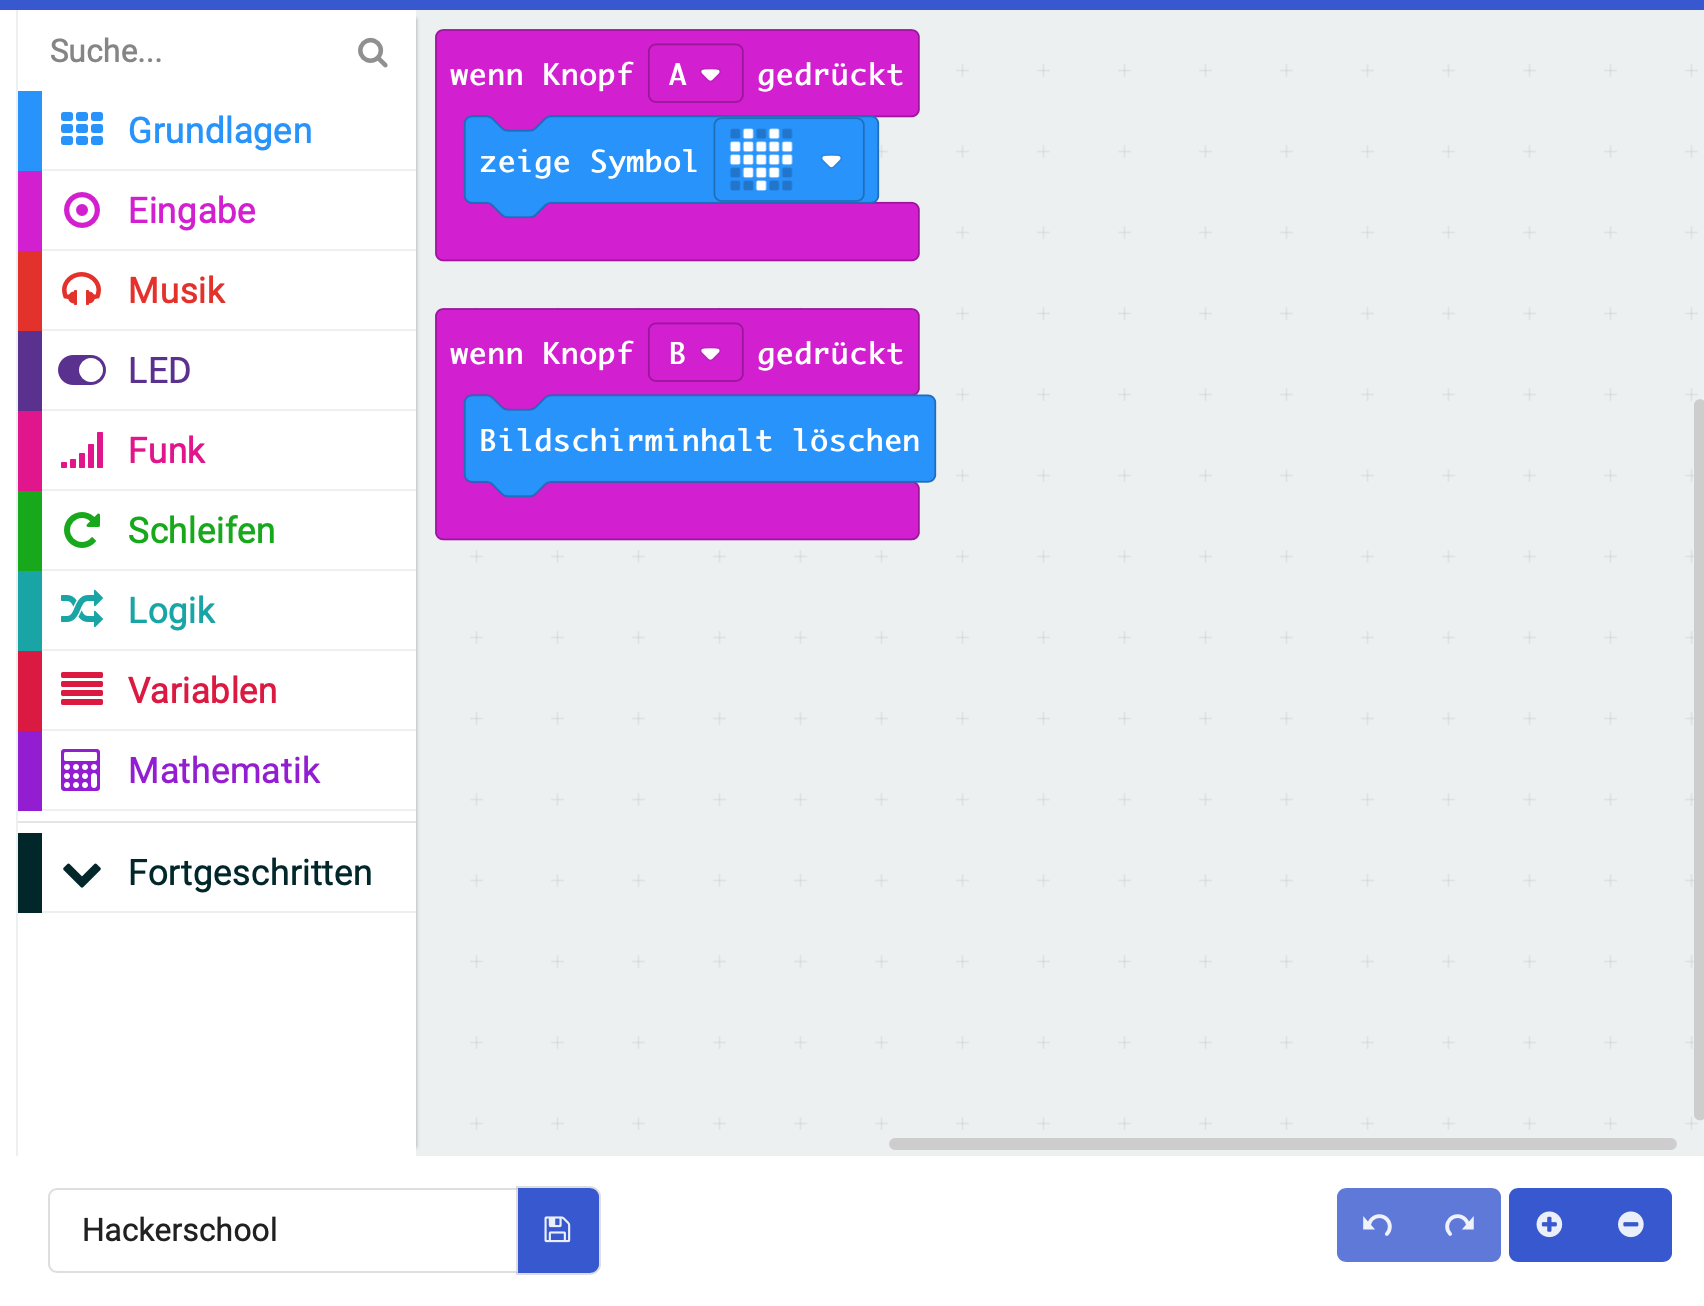 Suche...
Grundlagen
Eingabe
Musik
LED
Funk
Schleifen
Logik
Variablen
Mathematik
Fortgeschritten
wenn Knopf A gedrückt
zeige Symbol
wenn Knopf B gedrückt
Bildschirminhalt löschen
Hackerschool